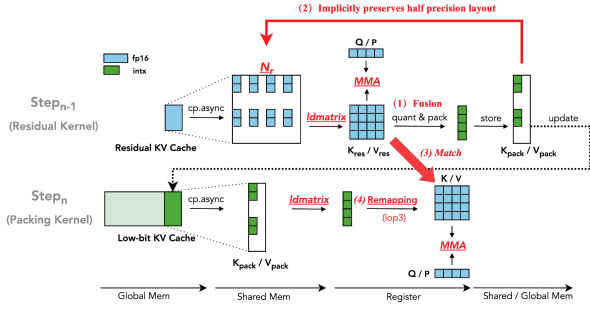 (2) Implicitly preserves half precision layout
fp16
intx
Q / P
N_r
MMA
(1) Fusion
Step_n-1
(Residual Kernel)
cp.async
ldmatrix
quant & pack
store
update
Residual KV Cache
K_res / V_res
K_pack / V_pack
(3) Match
K / V
Step_n
(Packing Kernel)
cp.async
ldmatrix
(4) Remapping
(lop3)
Low-bit KV Cache
MMA
K_pack / V_pack
Q / P
Global Mem
Shared Mem
Register
Shared / Global Mem